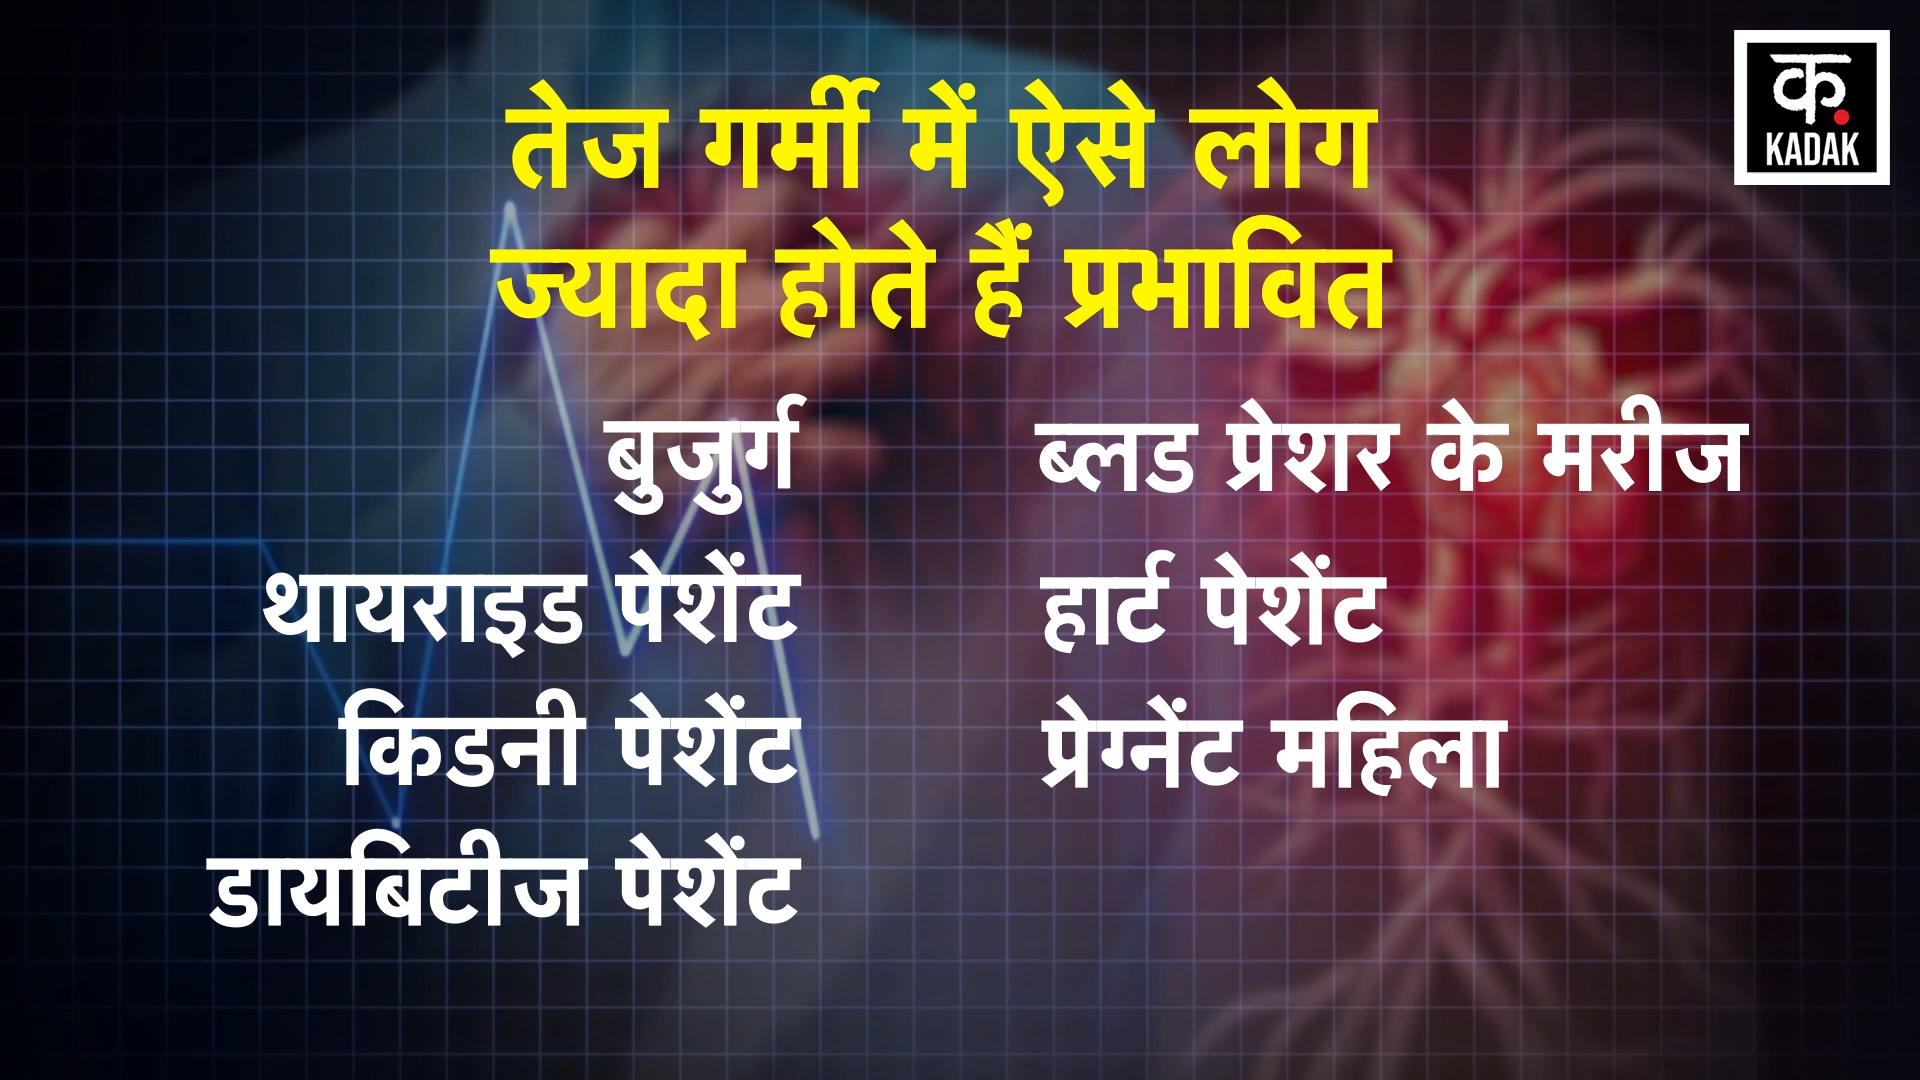 क.
KADAK
तेज गर्मी में ऐसे लोग
ज्यादा होते हैं प्रभावित
बुजुर्ग
थायराइड पेशेंट
किडनी पेशेंट
डायबिटीज पेशेंट
ब्लड प्रेशर के मरीज
हार्ट पेशेंट
प्रेग्नेंट महिला